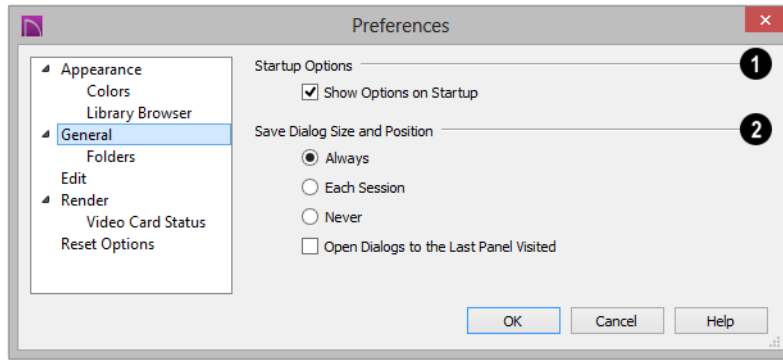 Preferences
Appearance
Colors
Library Browser
General
Folders
Edit
Render
Video Card Status
Reset Options
Startup Options
1
Show Options on Startup
Save Dialog Size and Position
2
Always
Each Session
Never
Open Dialogs to the Last Panel Visited
OK
Cancel
Help